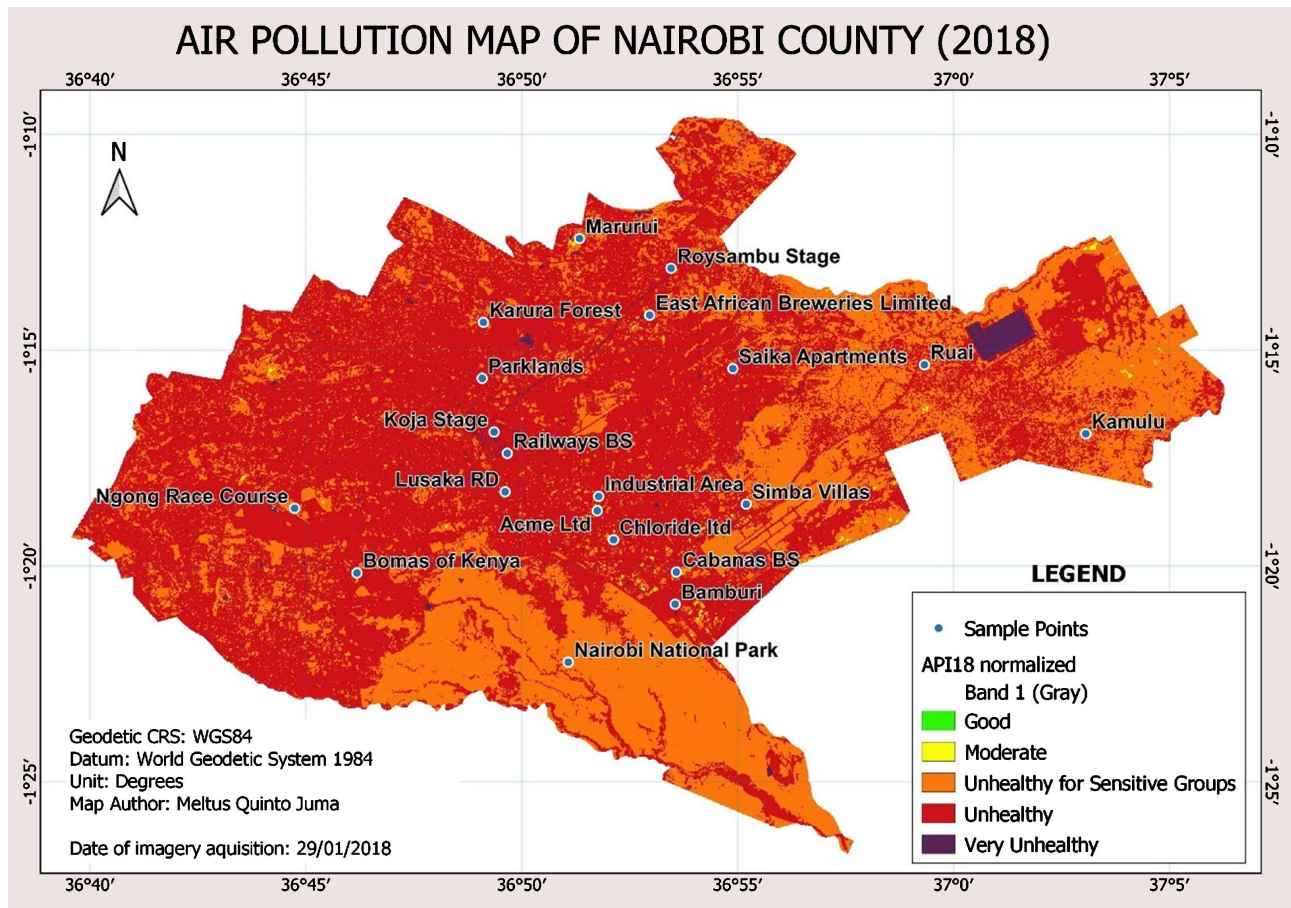 AIR POLLUTION MAP OF NAIROBI COUNTY (2018)
36°40′ 36°45′ 36°50′ 36°55′ 37°0′ 37°5′
-1°10′ -1°10′
N
Marurui
Roysambu Stage
East African Breweries Limited
Karura Forest
-1°15′ -1°15′
Saika Apartments
Ruai
Parklands
Koja Stage
Kamulu
Railways BS
Lusaka RD
Industrial Area
Simba Villas
Ngong Race Course
Acme Ltd
Chloride ltd
Bomas of Kenya
Cabanas BS
-1°20′ -1°20′
Bamburi
Nairobi National Park
LEGEND
Sample Points
API18 normalized
Band 1 (Gray)
Good
Moderate
Unhealthy for Sensitive Groups
Unhealthy
Very Unhealthy
Geodetic CRS: WGS84
Datum: World Geodetic System 1984
Unit: Degrees
Map Author: Meltus Quinto Juma
Date of imagery aquisition: 29/01/2018
-1°25′ -1°25′
36°40′ 36°45′ 36°50′ 36°55′ 37°0′ 37°5′